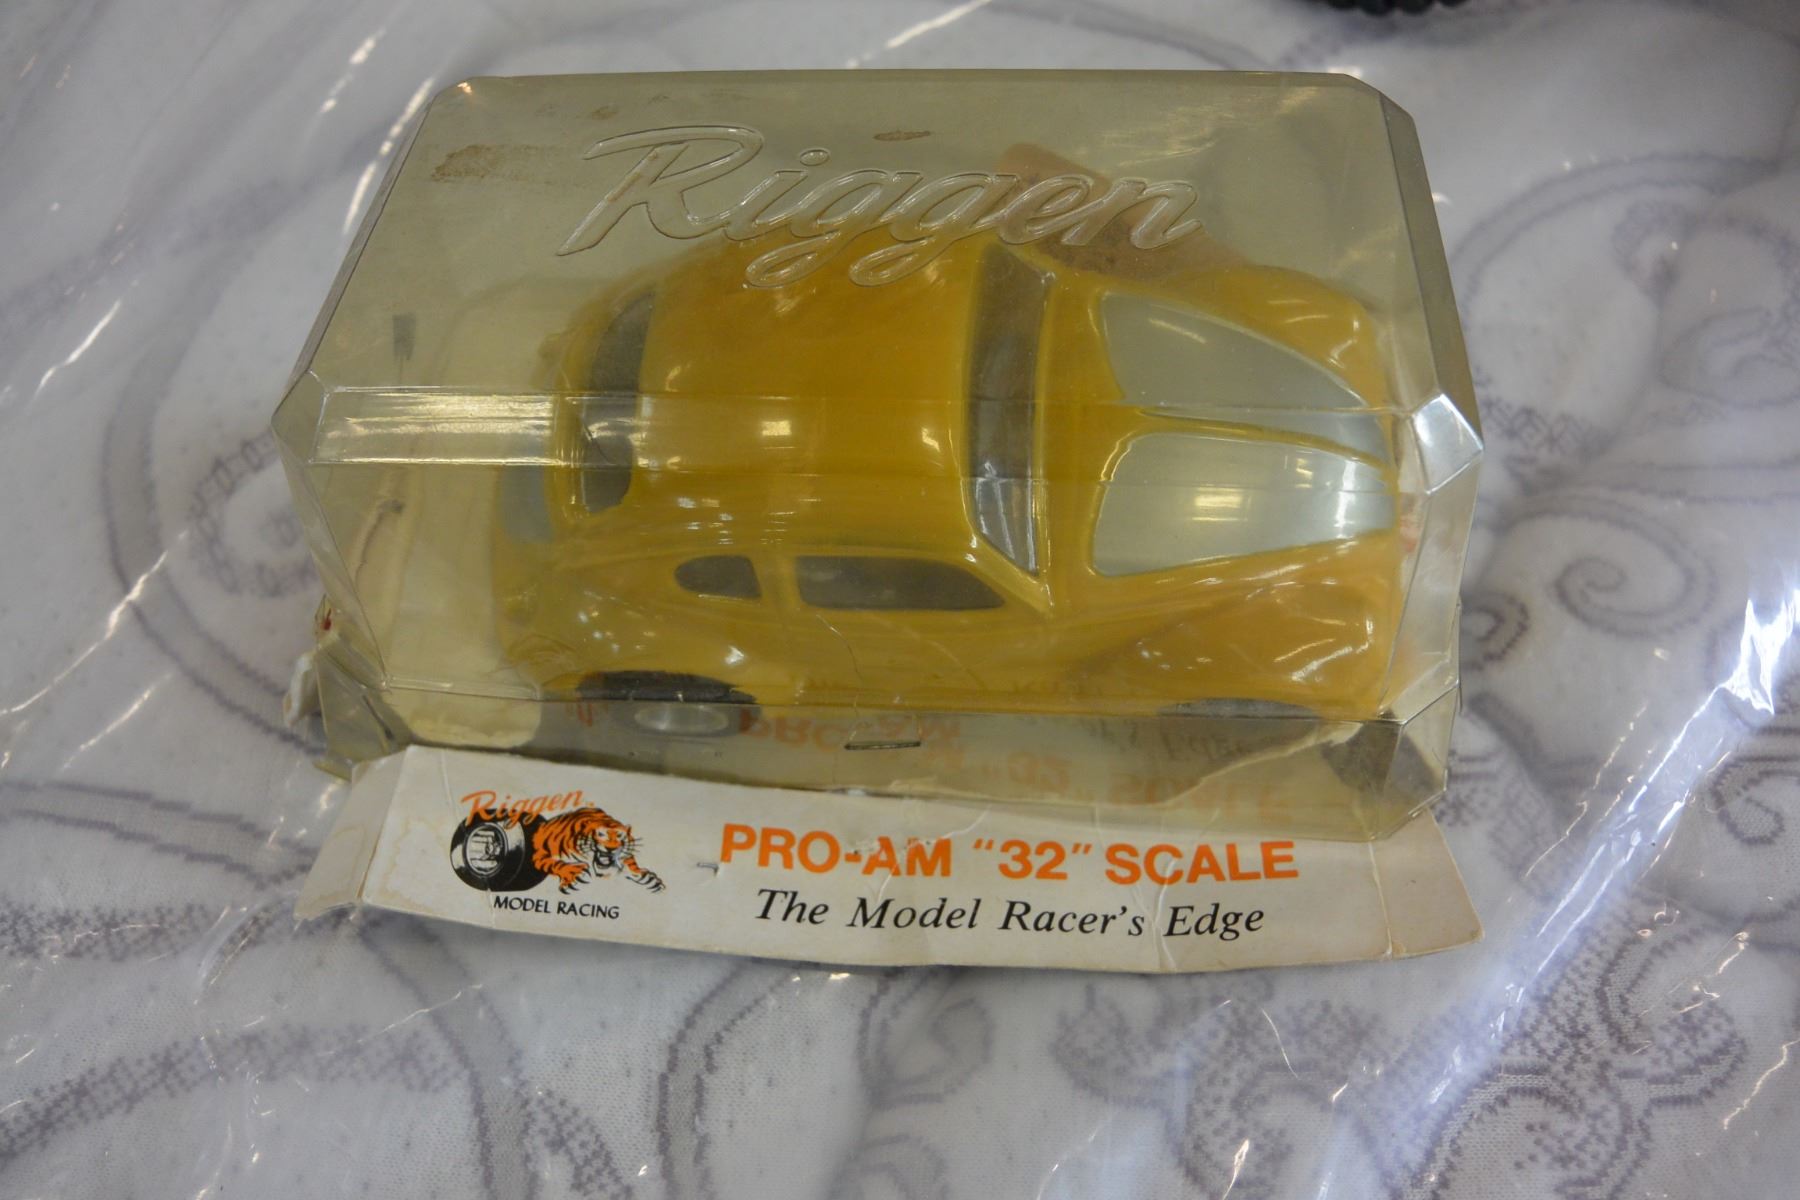 Riggen
Riggen
MODEL RACING
PRO-AM "32" SCALE
The Model Racer's Edge